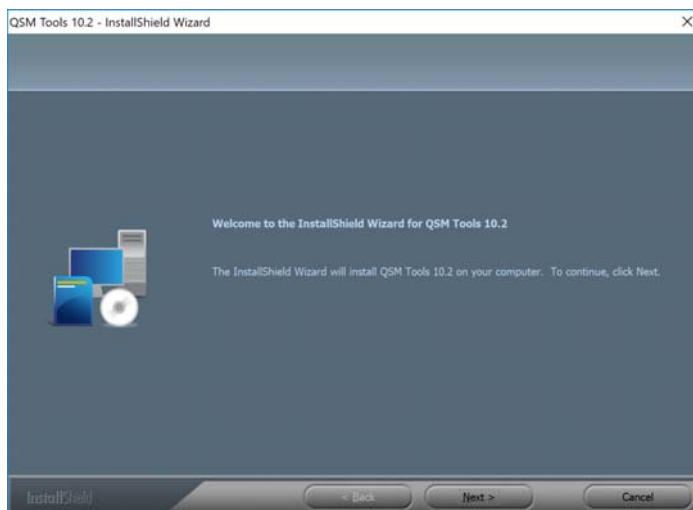 QSM Tools 10.2 - InstallShield Wizard
Welcome to the InstallShield Wizard for QSM Tools 10.2
The InstallShield Wizard will install QSM Tools 10.2 on your computer. To continue, click Next.
InstallShield
< Back
Next >
Cancel